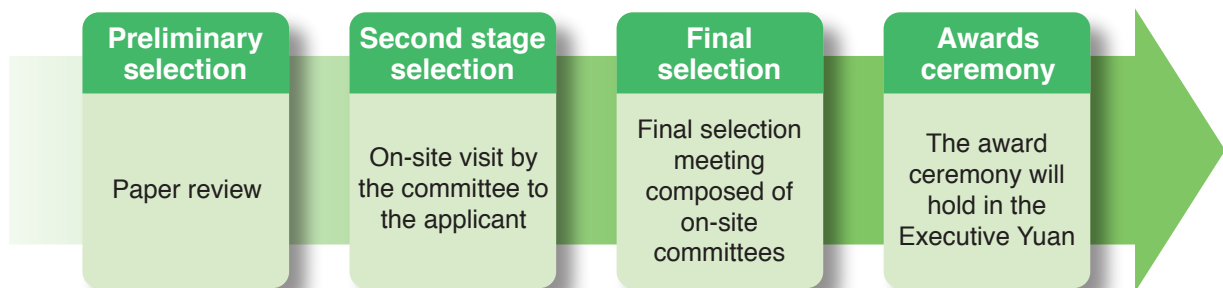 Preliminary
selection
Paper review
Second stage
selection
On-site visit by
the committee to
the applicant
Final
selection
Final selection
meeting
composed of
on-site
committees
Awards
ceremony
The award
ceremony will
hold in the
Executive Yuan